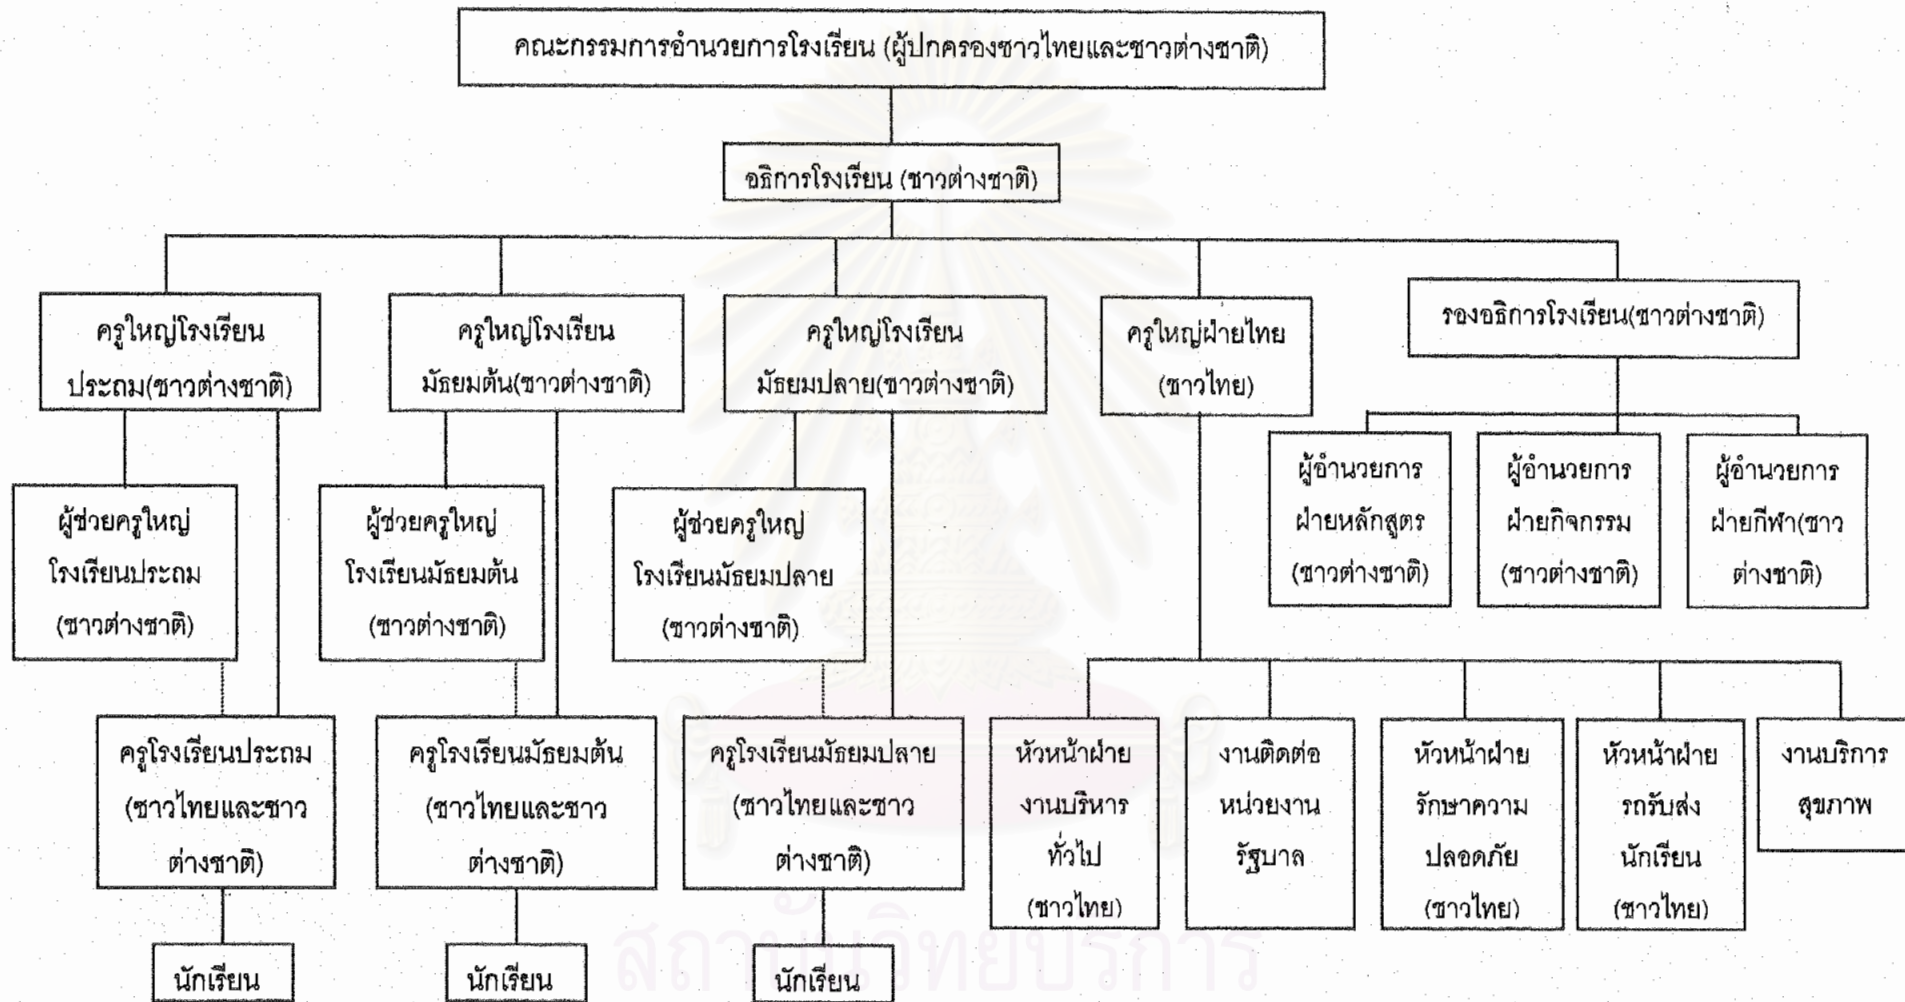 คณะกรรมการอำนวยการโรงเรียน (ผู้ปกครองชาวไทยและชาวต่างชาติ)
อธิการโรงเรียน (ชาวต่างชาติ)
ครูใหญ่โรงเรียน
ประถม(ชาวต่างชาติ)
ครูใหญ่โรงเรียน
มัธยมต้น(ชาวต่างชาติ)
ครูใหญ่โรงเรียน
มัธยมปลาย(ชาวต่างชาติ)
ครูใหญ่ฝ่ายไทย
(ชาวไทย)
รองอธิการโรงเรียน(ชาวต่างชาติ)
ผู้อำนวยการ
ฝ่ายหลักสูตร
(ชาวต่างชาติ)
ผู้อำนวยการ
ฝ่ายกิจกรรม
(ชาวต่างชาติ)
ผู้อำนวยการ
ฝ่ายกีฬา(ชาว
ต่างชาติ)
ผู้ช่วยครูใหญ่
โรงเรียนประถม
(ชาวต่างชาติ)
ผู้ช่วยครูใหญ่
โรงเรียนมัธยมต้น
(ชาวต่างชาติ)
ผู้ช่วยครูใหญ่
โรงเรียนมัธยมปลาย
(ชาวต่างชาติ)
ครูโรงเรียนประถม
(ชาวไทยและชาว
ต่างชาติ)
ครูโรงเรียนมัธยมต้น
(ชาวไทยและชาว
ต่างชาติ)
ครูโรงเรียนมัธยมปลาย
(ชาวไทยและชาว
ต่างชาติ)
หัวหน้าฝ่าย
งานบริหาร
ทั่วไป
(ชาวไทย)
งานติดต่อ
หน่วยงาน
รัฐบาล
หัวหน้าฝ่าย
รักษาความ
ปลอดภัย
(ชาวไทย)
หัวหน้าฝ่าย
รถรับส่ง
นักเรียน
(ชาวไทย)
งานบริการ
สุขภาพ
นักเรียน
นักเรียน
นักเรียน
สถาบันวิทยบริการ